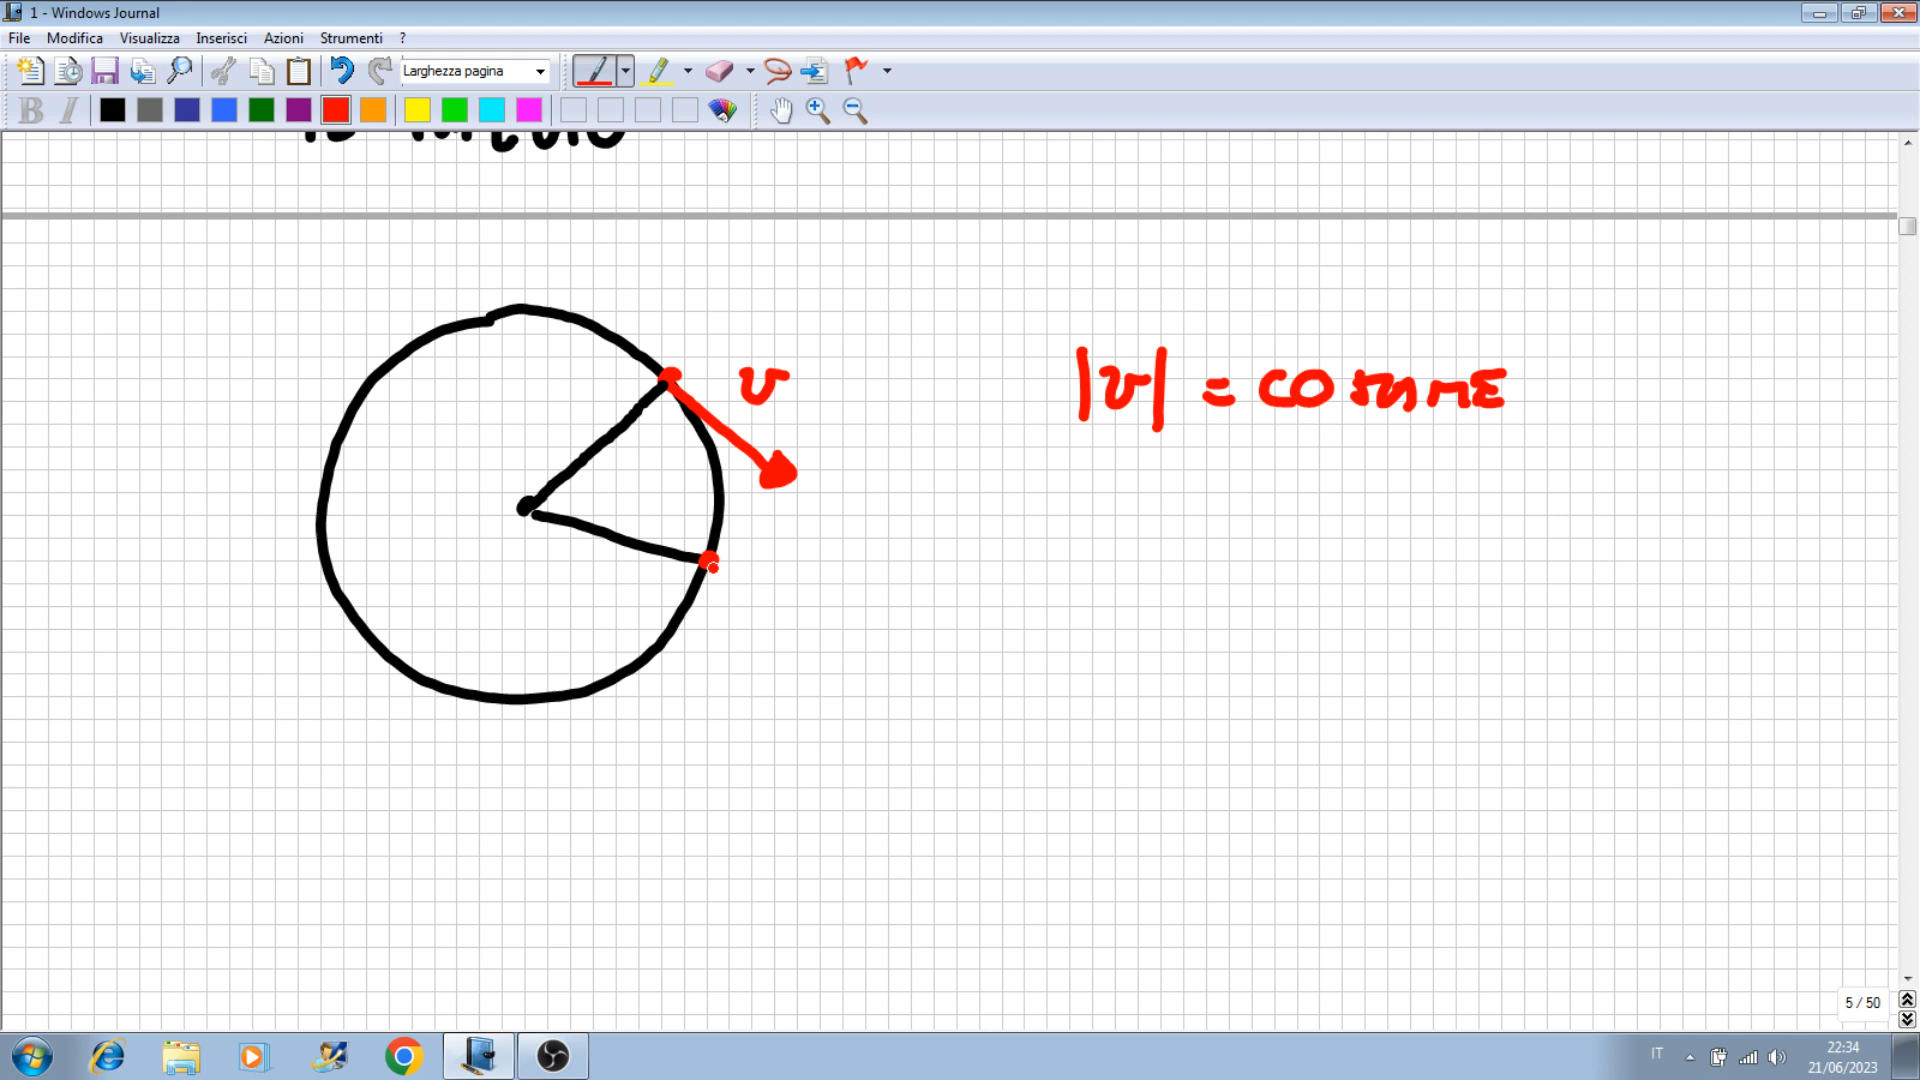 1 - Windows Journal
File Modifica Visualizza Inserisci Azioni Strumenti ?
Larghezza pagina
B I
v
|v| = COSTANTE
5 / 50
IT
22:34
21/06/2023